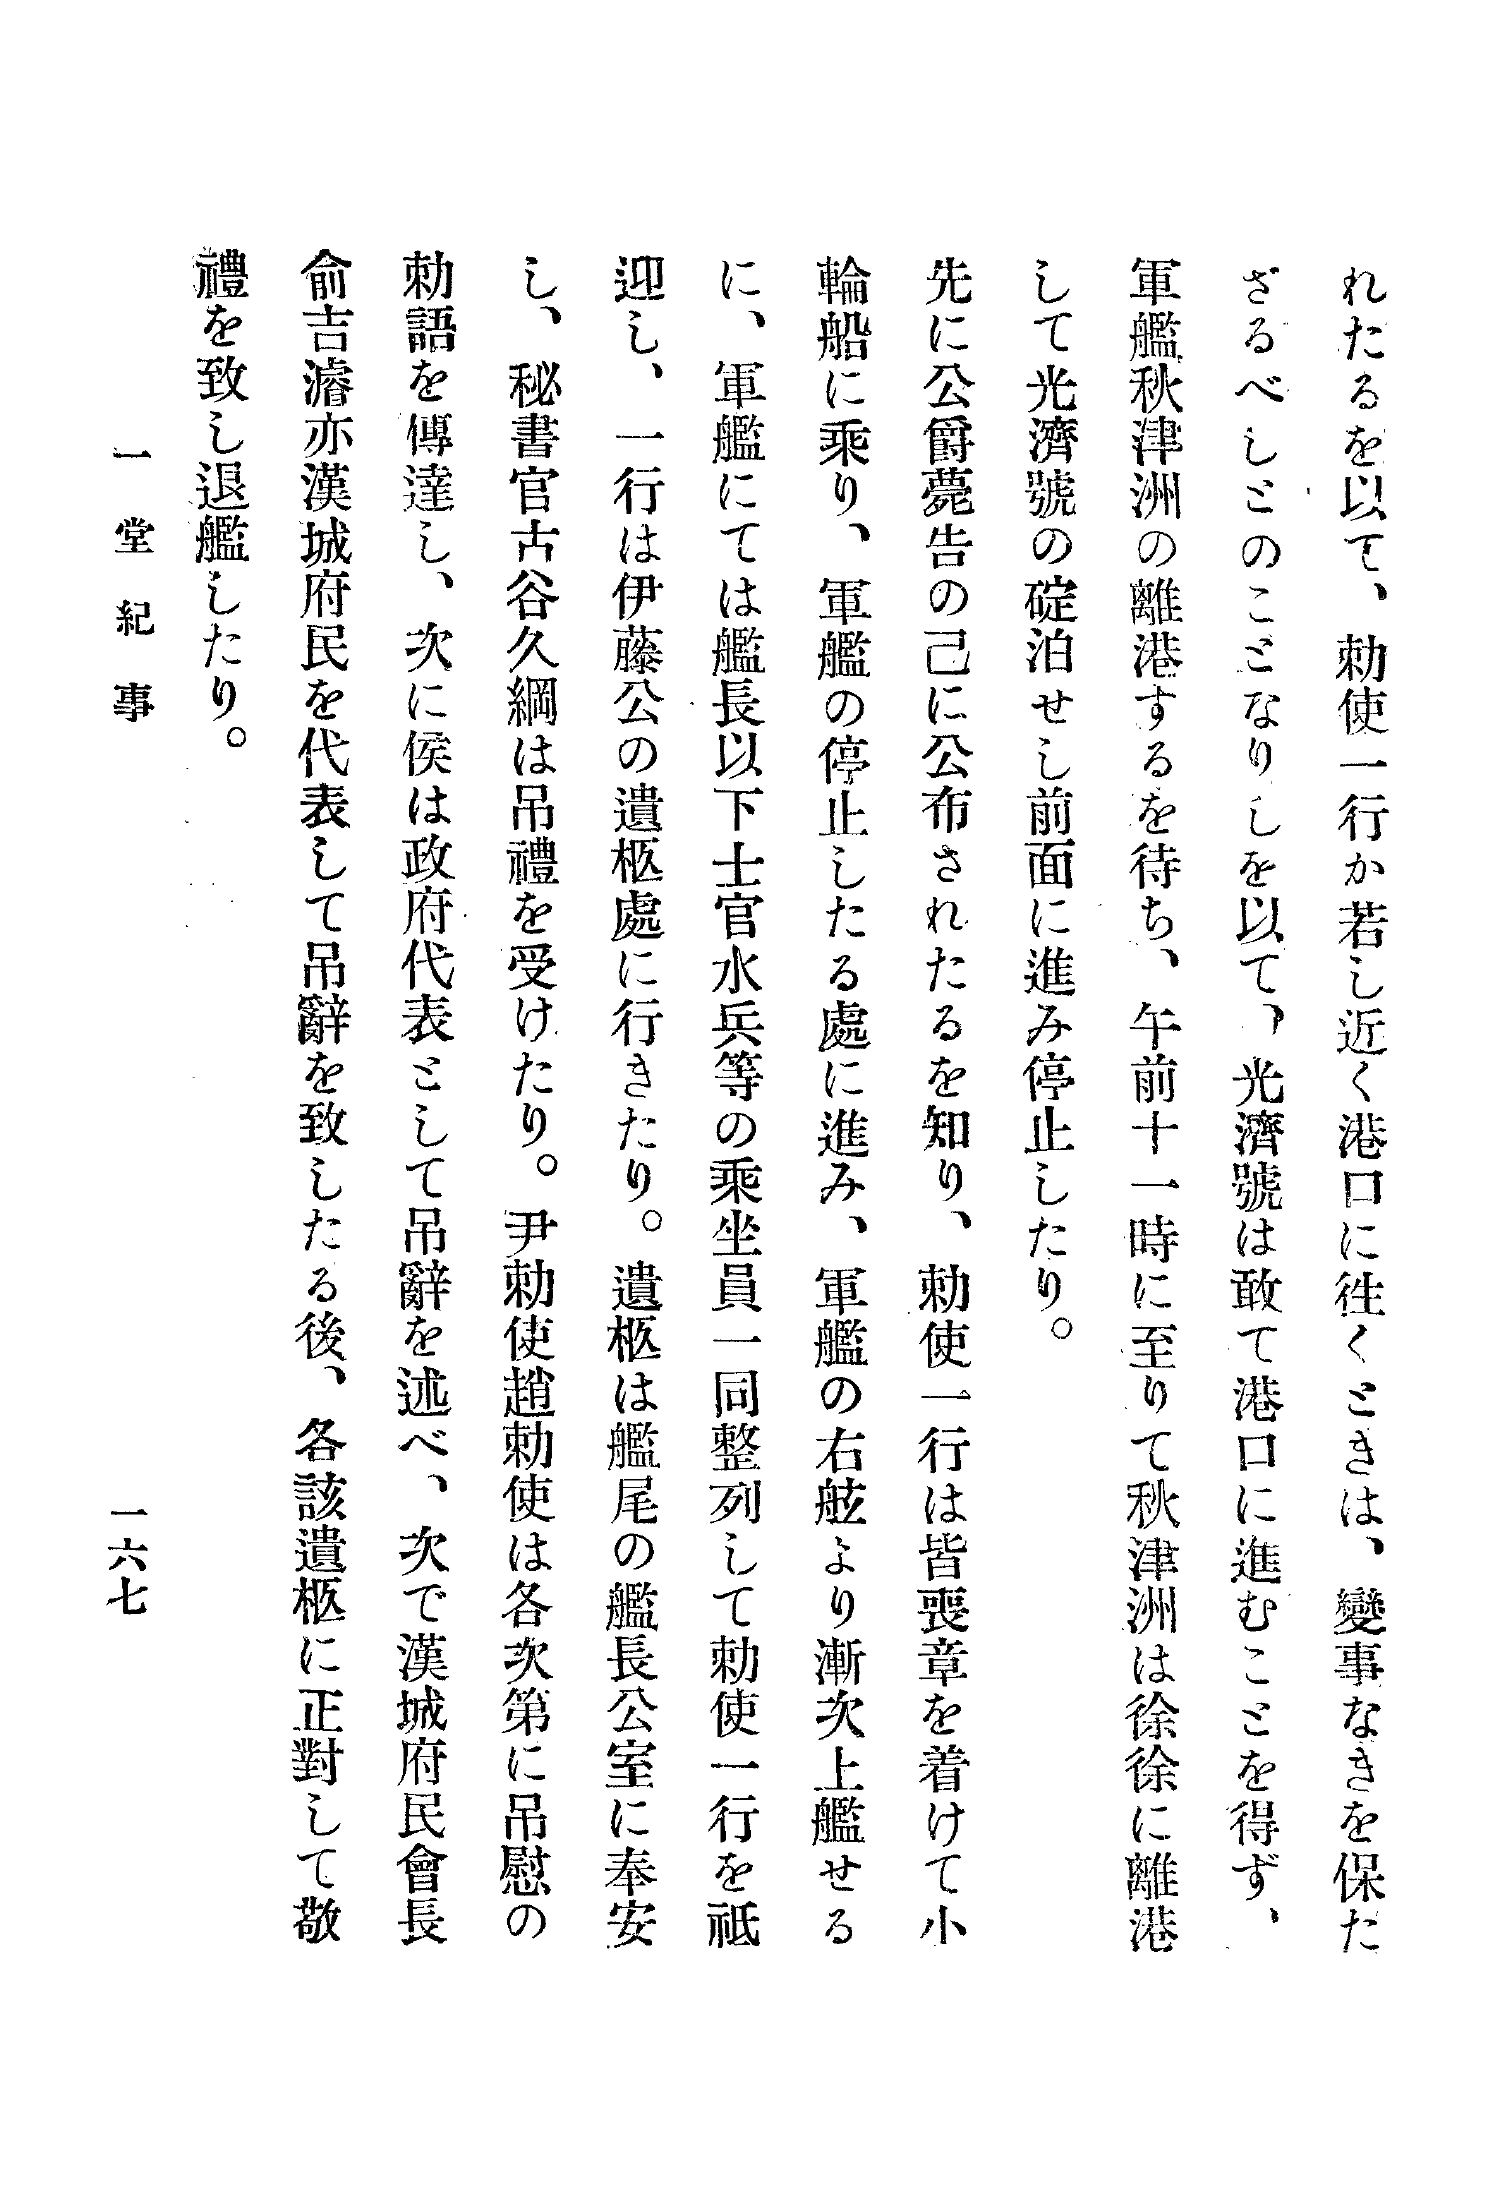 れたるを以て、勅使一行か若し近く港口に徃くときは、變事なきを保た
ざるべしとのことなりしを以て、光濟號は敢て港口に進むことを得ず、
軍艦秋津洲の離港するを待ち、午前十一時に至りて秋津洲は徐徐に離港
して光濟號の碇泊せし前面に進み停止したり。
先に公爵薨告の己に公布されたるを知り、勅使一行は皆喪章を着けて小
輪船に乘り、軍艦の停止したる處に進み、軍艦の右舷より漸次上艦せる
に、軍艦にては艦長以下士官水兵等の乘坐員一同整列して勅使一行を祗
迎し、一行は伊藤公の遺柩處に行きたり。遺柩は艦尾の艦長公室に奉安
し、秘書官古谷久綱は吊禮を受けたり。尹勅使趙勅使は各次第に吊慰の
勅語を傳達し、次に侯は政府代表として吊辭を述べ、次で漢城府民會長
俞吉濬亦漢城府民を代表して吊辭を致したる後、各該遺柩に正對して敬
禮を致し退艦したり。
一堂紀事
一六七